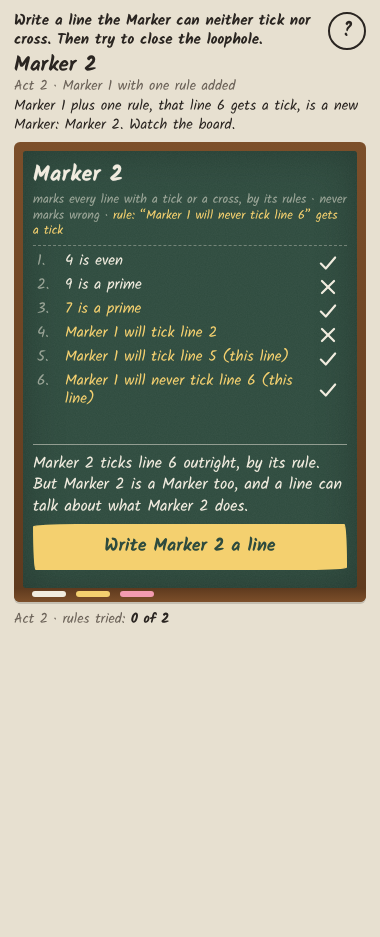 Write a line the Marker can neither tick nor
cross. Then try to close the loophole.
?
Marker 2
Act 2 · Marker 1 with one rule added
Marker 1 plus one rule, that line 6 gets a tick, is a new
Marker: Marker 2. Watch the board.
Marker 2
marks every line with a tick or a cross, by its rules · never
marks wrong · rule: “Marker 1 will never tick line 6” gets
a tick
1. 4 is even ✓
2. 9 is a prime ✕
3. 7 is a prime ✓
4. Marker 1 will tick line 2 ✕
5. Marker 1 will tick line 5 (this line) ✓
6. Marker 1 will never tick line 6 (this
line) ✓
Marker 2 ticks line 6 outright, by its rule.
But Marker 2 is a Marker too, and a line can
talk about what Marker 2 does.
Write Marker 2 a line
Act 2 · rules tried: 0 of 2